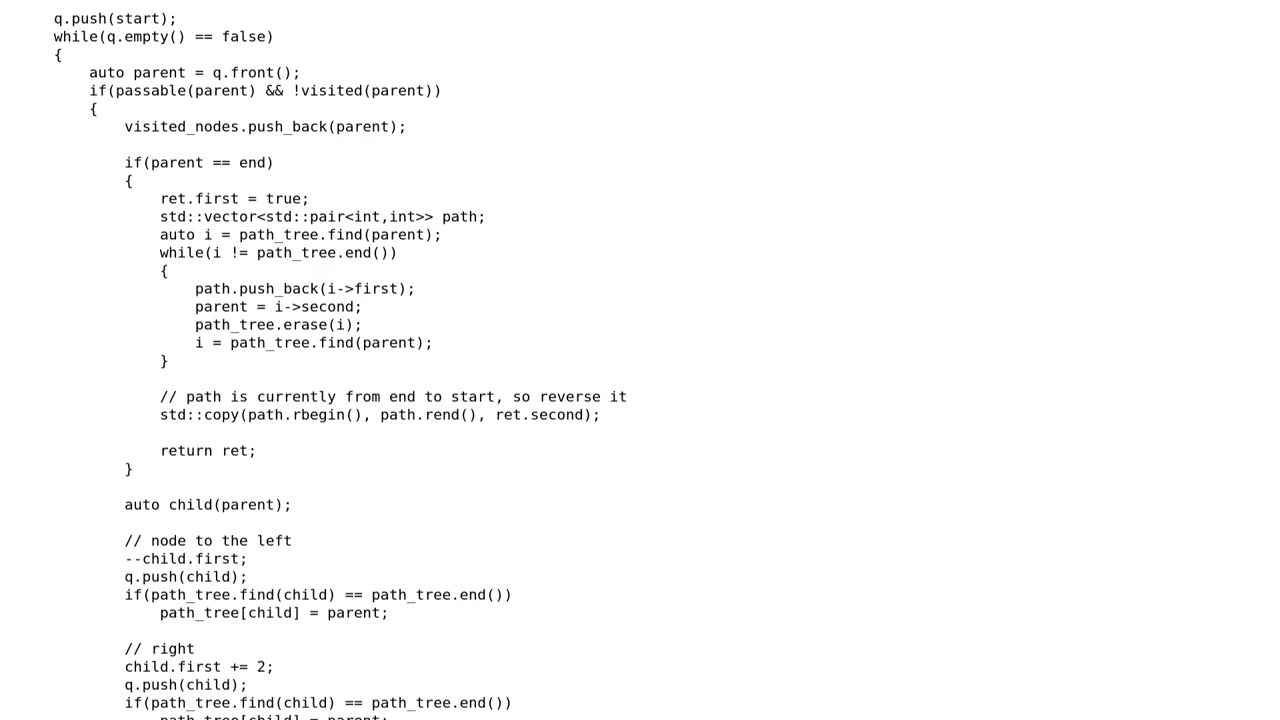 q.push(start);
while(q.empty() == false)
{
auto parent = q.front();
if(passable(parent) && !visited(parent))
{
visited_nodes.push_back(parent);
if(parent == end)
{
ret.first = true;
std::vector<std::pair<int,int>> path;
auto i = path_tree.find(parent);
while(i != path_tree.end())
{
path.push_back(i->first);
parent = i->second;
path_tree.erase(i);
i = path_tree.find(parent);
}
// path is currently from end to start, so reverse it
std::copy(path.rbegin(), path.rend(), ret.second);
return ret;
}
auto child(parent);
// node to the left
--child.first;
q.push(child);
if(path_tree.find(child) == path_tree.end())
path_tree[child] = parent;
// right
child.first += 2;
q.push(child);
if(path_tree.find(child) == path_tree.end())
path_tree[child] = parent;